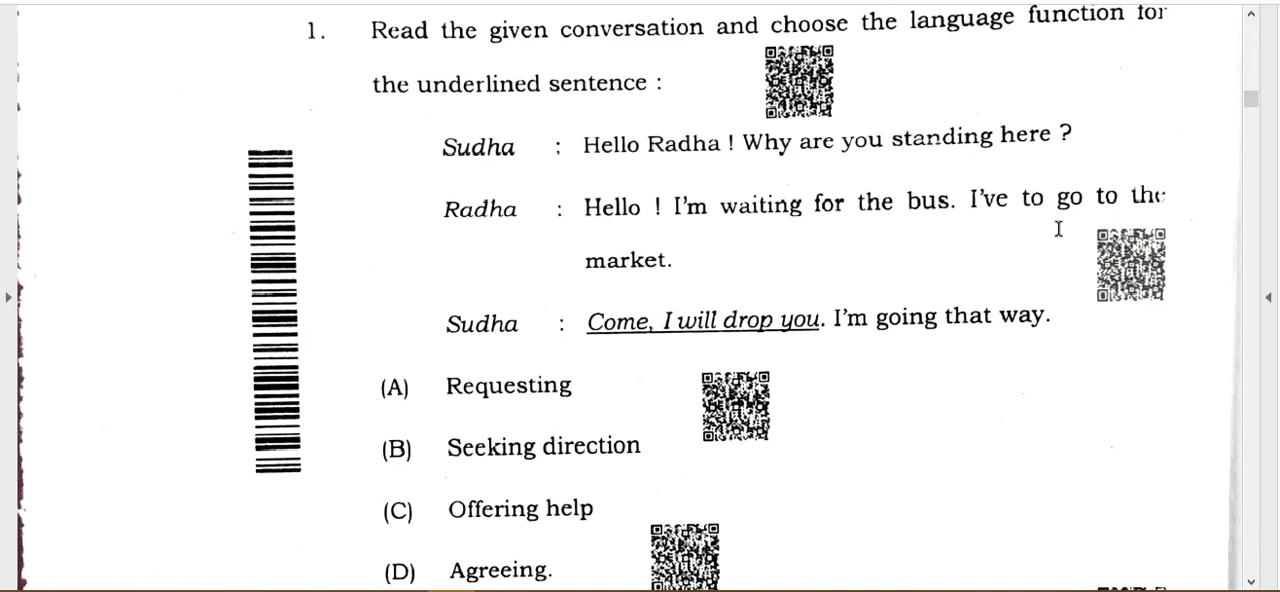 1. Read the given conversation and choose the language function for
the underlined sentence :
Sudha : Hello Radha ! Why are you standing here ?
Radha : Hello ! I'm waiting for the bus. I've to go to the
market.
Sudha : Come, I will drop you. I'm going that way.
(A) Requesting
(B) Seeking direction
(C) Offering help
(D) Agreeing.